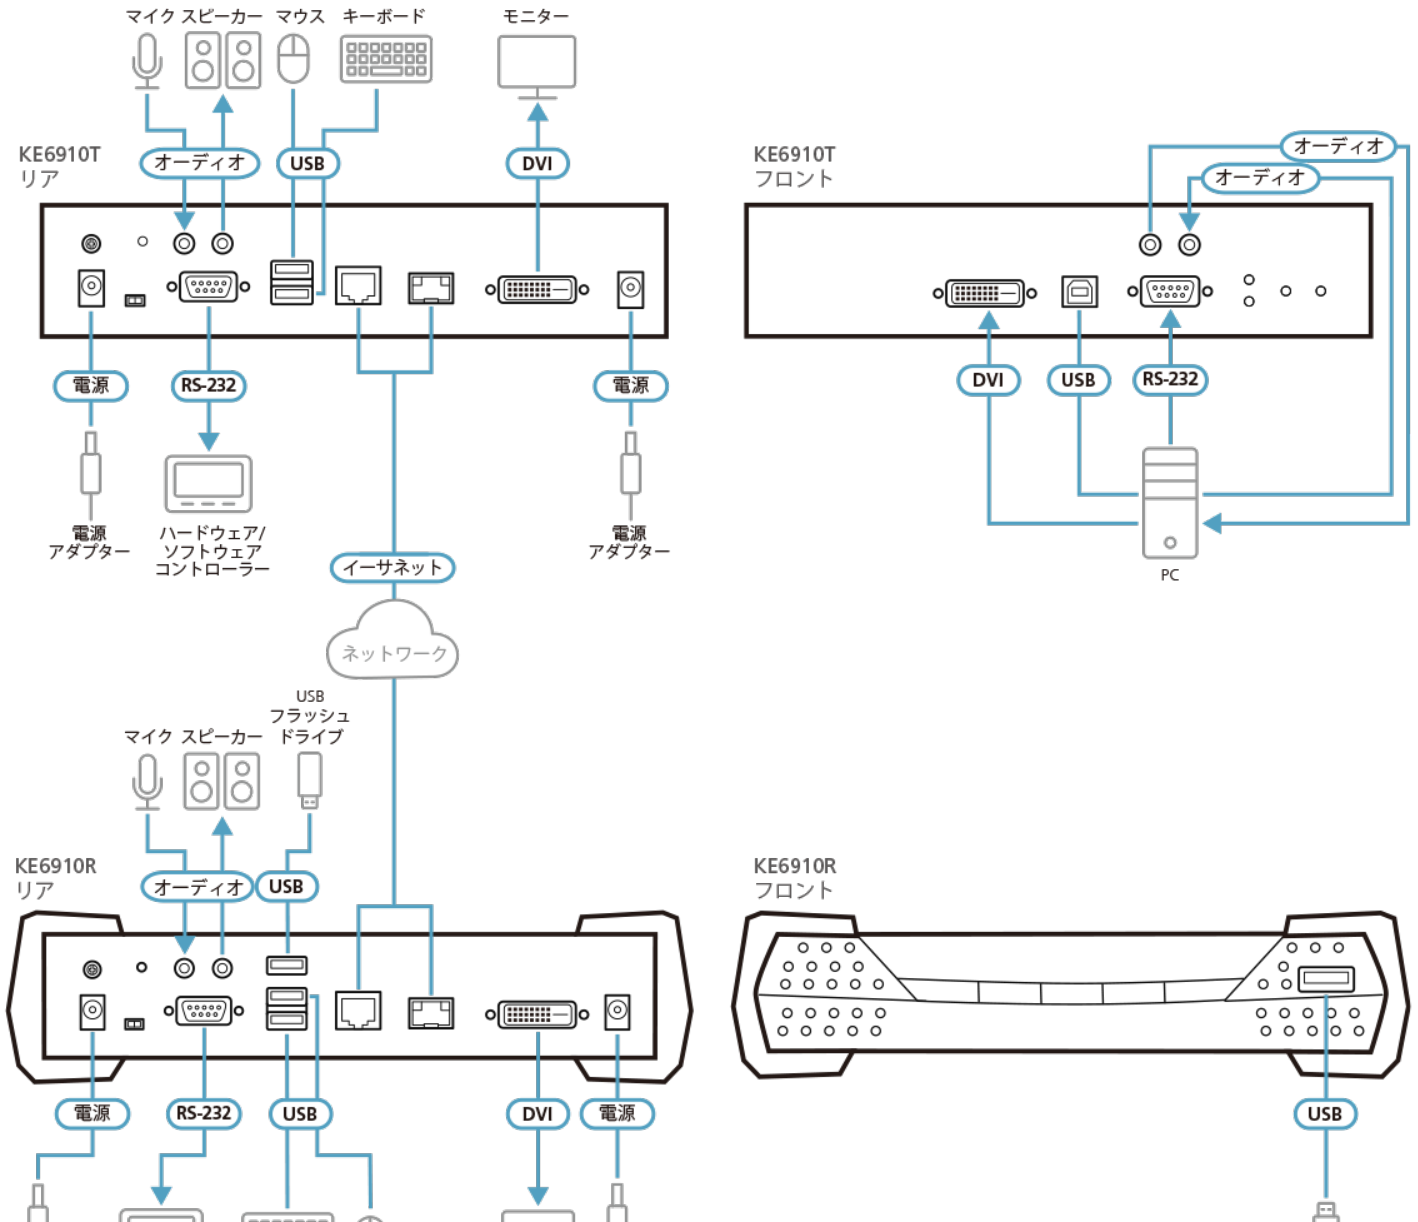 マイク スピーカー マウス キーボード モニター
KE6910T
リア
オーディオ
USB
DVI
電源
RS-232
電源
電源
アダプター
ハードウェア/
ソフトウェア
コントローラー
電源
アダプター
イーサネット
ネットワーク
KE6910T
フロント
オーディオ
オーディオ
DVI
USB
RS-232
PC
マイク スピーカー
USB
フラッシュ
ドライブ
KE6910R
リア
オーディオ
USB
電源
RS-232
USB
DVI
電源
KE6910R
フロント
USB